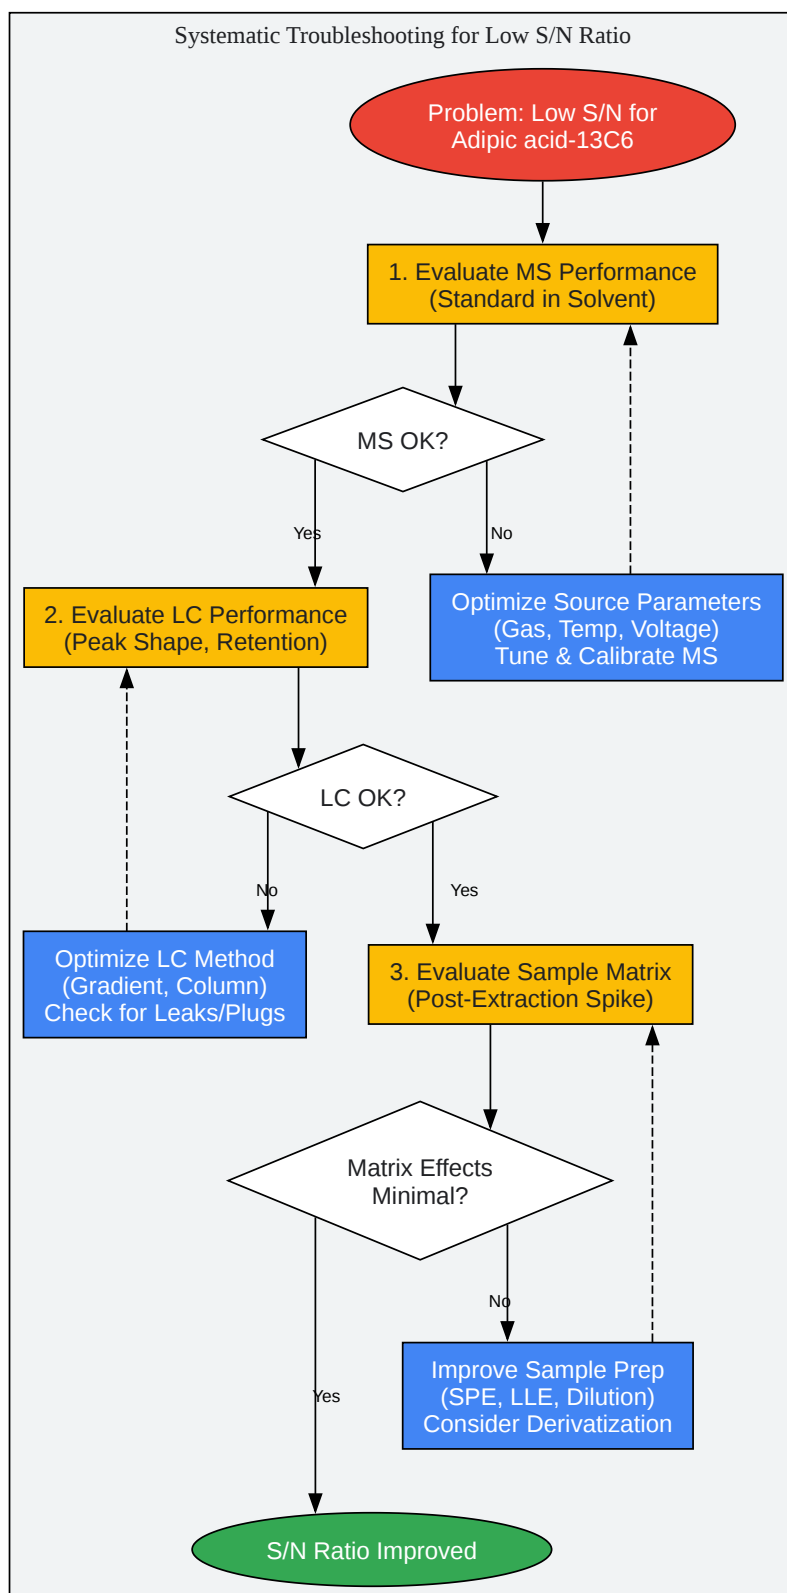 Systematic Troubleshooting for Low S/N Ratio
Problem: Low S/N for
Adipic acid-13C6
1. Evaluate MS Performance
(Standard in Solvent)
MS OK?
Yes
No
2. Evaluate LC Performance
(Peak Shape, Retention)
Optimize Source Parameters
(Gas, Temp, Voltage)
Tune & Calibrate MS
LC OK?
No
Yes
Optimize LC Method
(Gradient, Column)
Check for Leaks/Plugs
3. Evaluate Sample Matrix
(Post-Extraction Spike)
Matrix Effects
Minimal?
No
Yes
Improve Sample Prep
(SPE, LLE, Dilution)
Consider Derivatization
S/N Ratio Improved